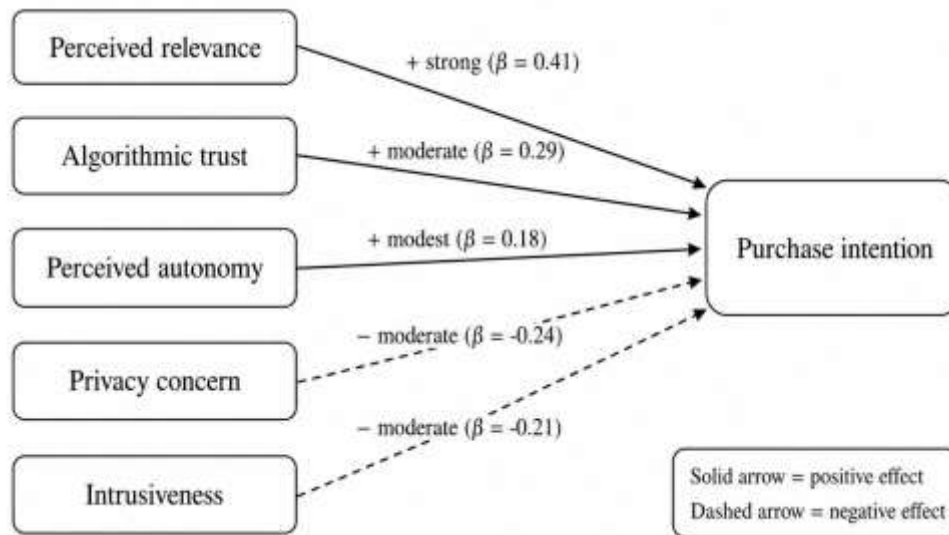 Perceived relevance
+ strong (β = 0.41)
Algorithmic trust
+ moderate (β = 0.29)
Perceived autonomy
+ modest (β = 0.18)
Purchase intention
Privacy concern
− moderate (β = -0.24)
Intrusiveness
− moderate (β = -0.21)
Solid arrow = positive effect
Dashed arrow = negative effect